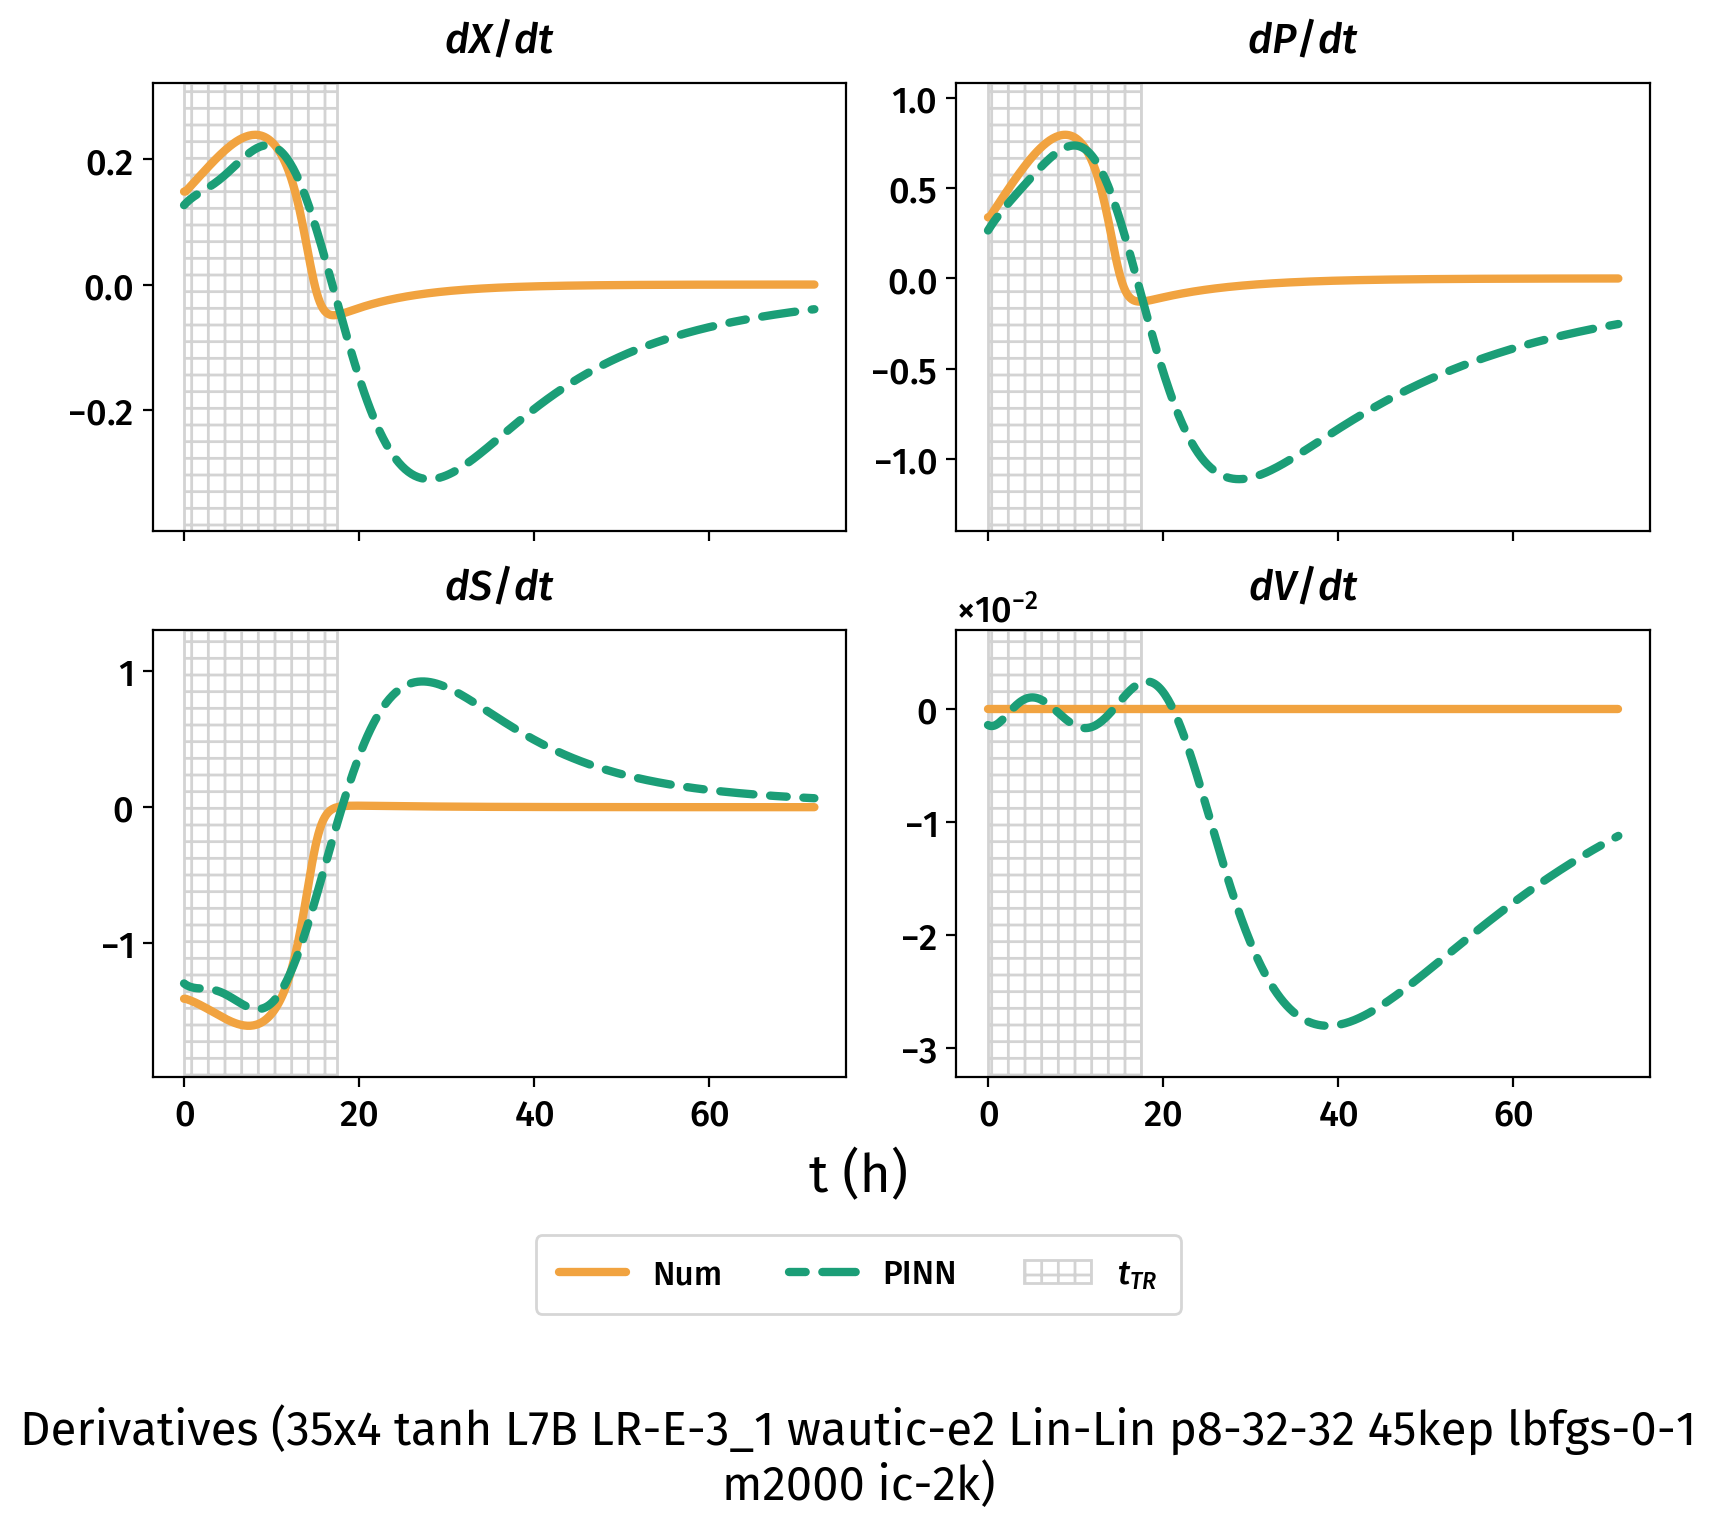 dX/dt
dP/dt
0.2
0.0
−0.2
1.0
0.5
0.0
−0.5
−1.0
dS/dt
dV/dt
×10⁻²
1
0
−1
0
−1
−2
−3
0 20 40 60
0 20 40 60
t (h)
Num PINN t_TR
Derivatives (35x4 tanh L7B LR-E-3_1 wautic-e2 Lin-Lin p8-32-32 45kep lbfgs-0-1
m2000 ic-2k)